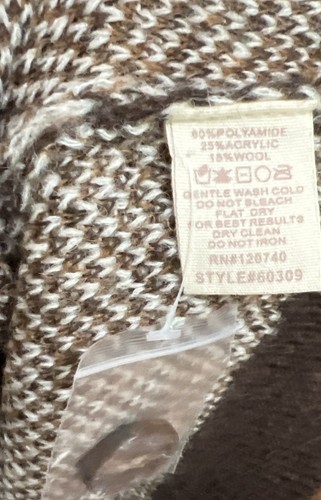 60%POLYAMIDE
25%ACRYLIC
15%WOOL
GENTLE WASH COLD
DO NOT BLEACH
FLAT DRY
FOR BEST RESULTS
DRY CLEAN
DO NOT IRON
RN#120740
STYLE#60309